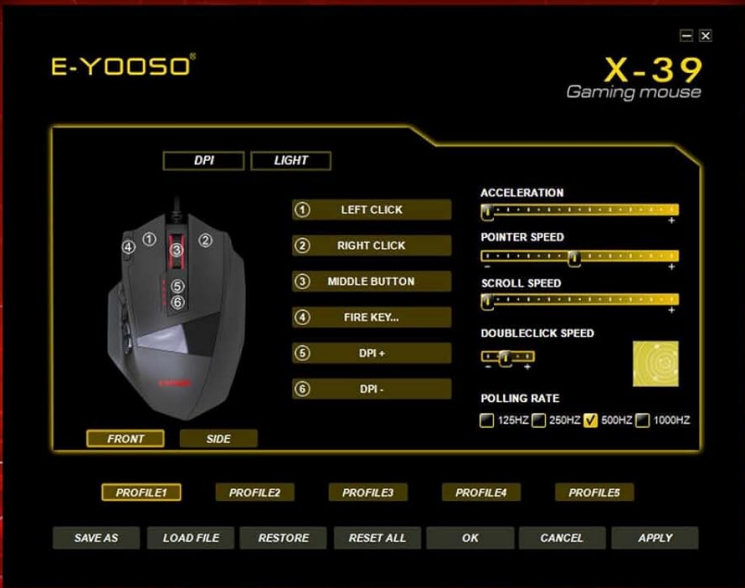 E-YOOSO®
X-39
Gaming mouse
DPI LIGHT
① LEFT CLICK
② RIGHT CLICK
③ MIDDLE BUTTON
④ FIRE KEY...
⑤ DPI +
⑥ DPI -
④ ① ③ ②
⑤
⑥
E-YOOSO
FRONT SIDE
ACCELERATION
+
POINTER SPEED
- +
SCROLL SPEED
+
DOUBLECLICK SPEED
- +
POLLING RATE
125HZ 250HZ 500HZ 1000HZ
PROFILE1 PROFILE2 PROFILE3 PROFILE4 PROFILE5
SAVE AS LOAD FILE RESTORE RESET ALL OK CANCEL APPLY